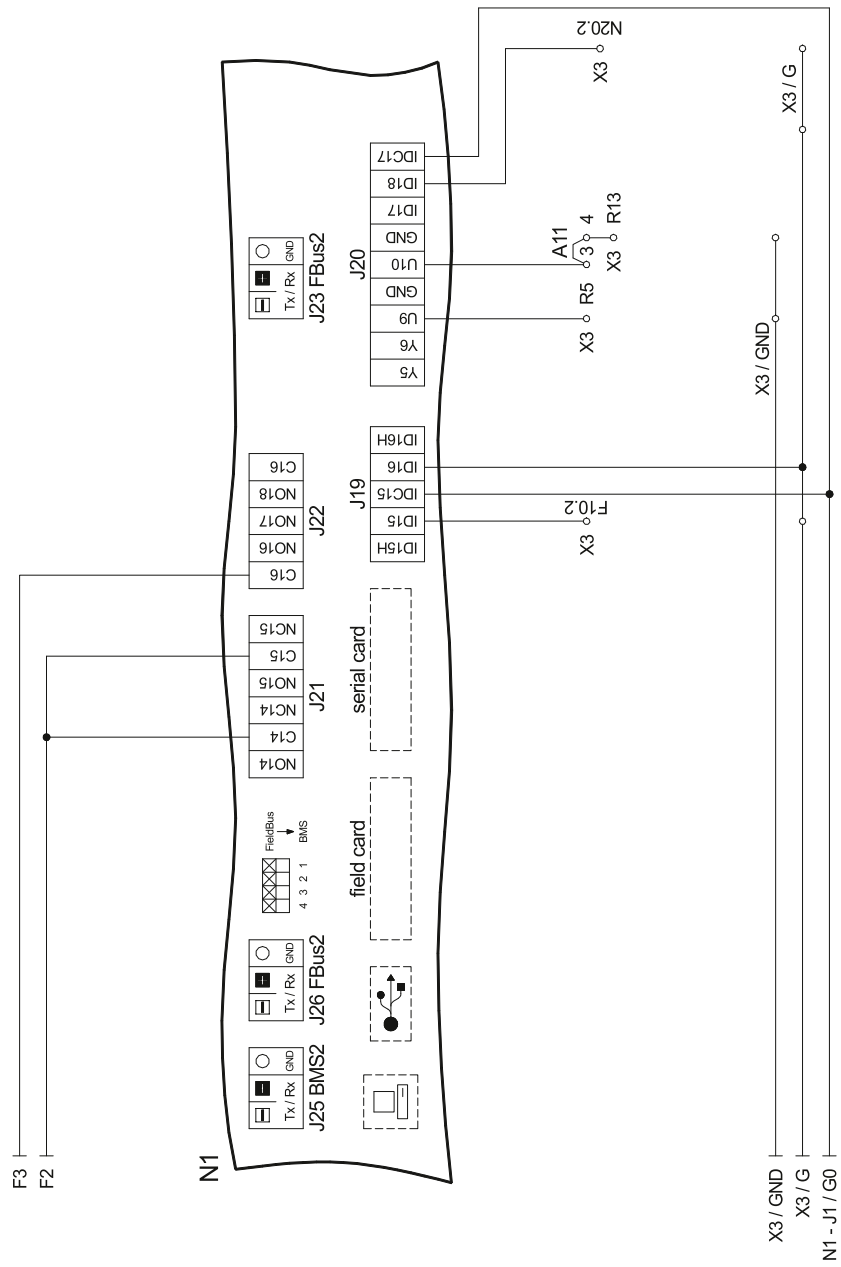 F3
F2
N1
J25 BMS2
Tx / Rx
GND
J26 FBus2
Tx / Rx
GND
4 3 2 1
FieldBus
BMS
J21
NO14
C14
NC14
NO15
C15
NC15
J22
C16
NO16
NO17
NO18
C16
J23 FBus2
Tx / Rx
GND
field card
serial card
J19
ID15H
ID15
IDC15
ID16
ID16H
J20
Y5
Y6
U9
GND
U10
GND
ID17
ID18
IDC17
X3
F10.2
X3 R5
A11
3 4
X3 R13
X3
N20.2
X3 / GND
X3 / G
X3 / GND
X3 / G
N1 - J1 / G0